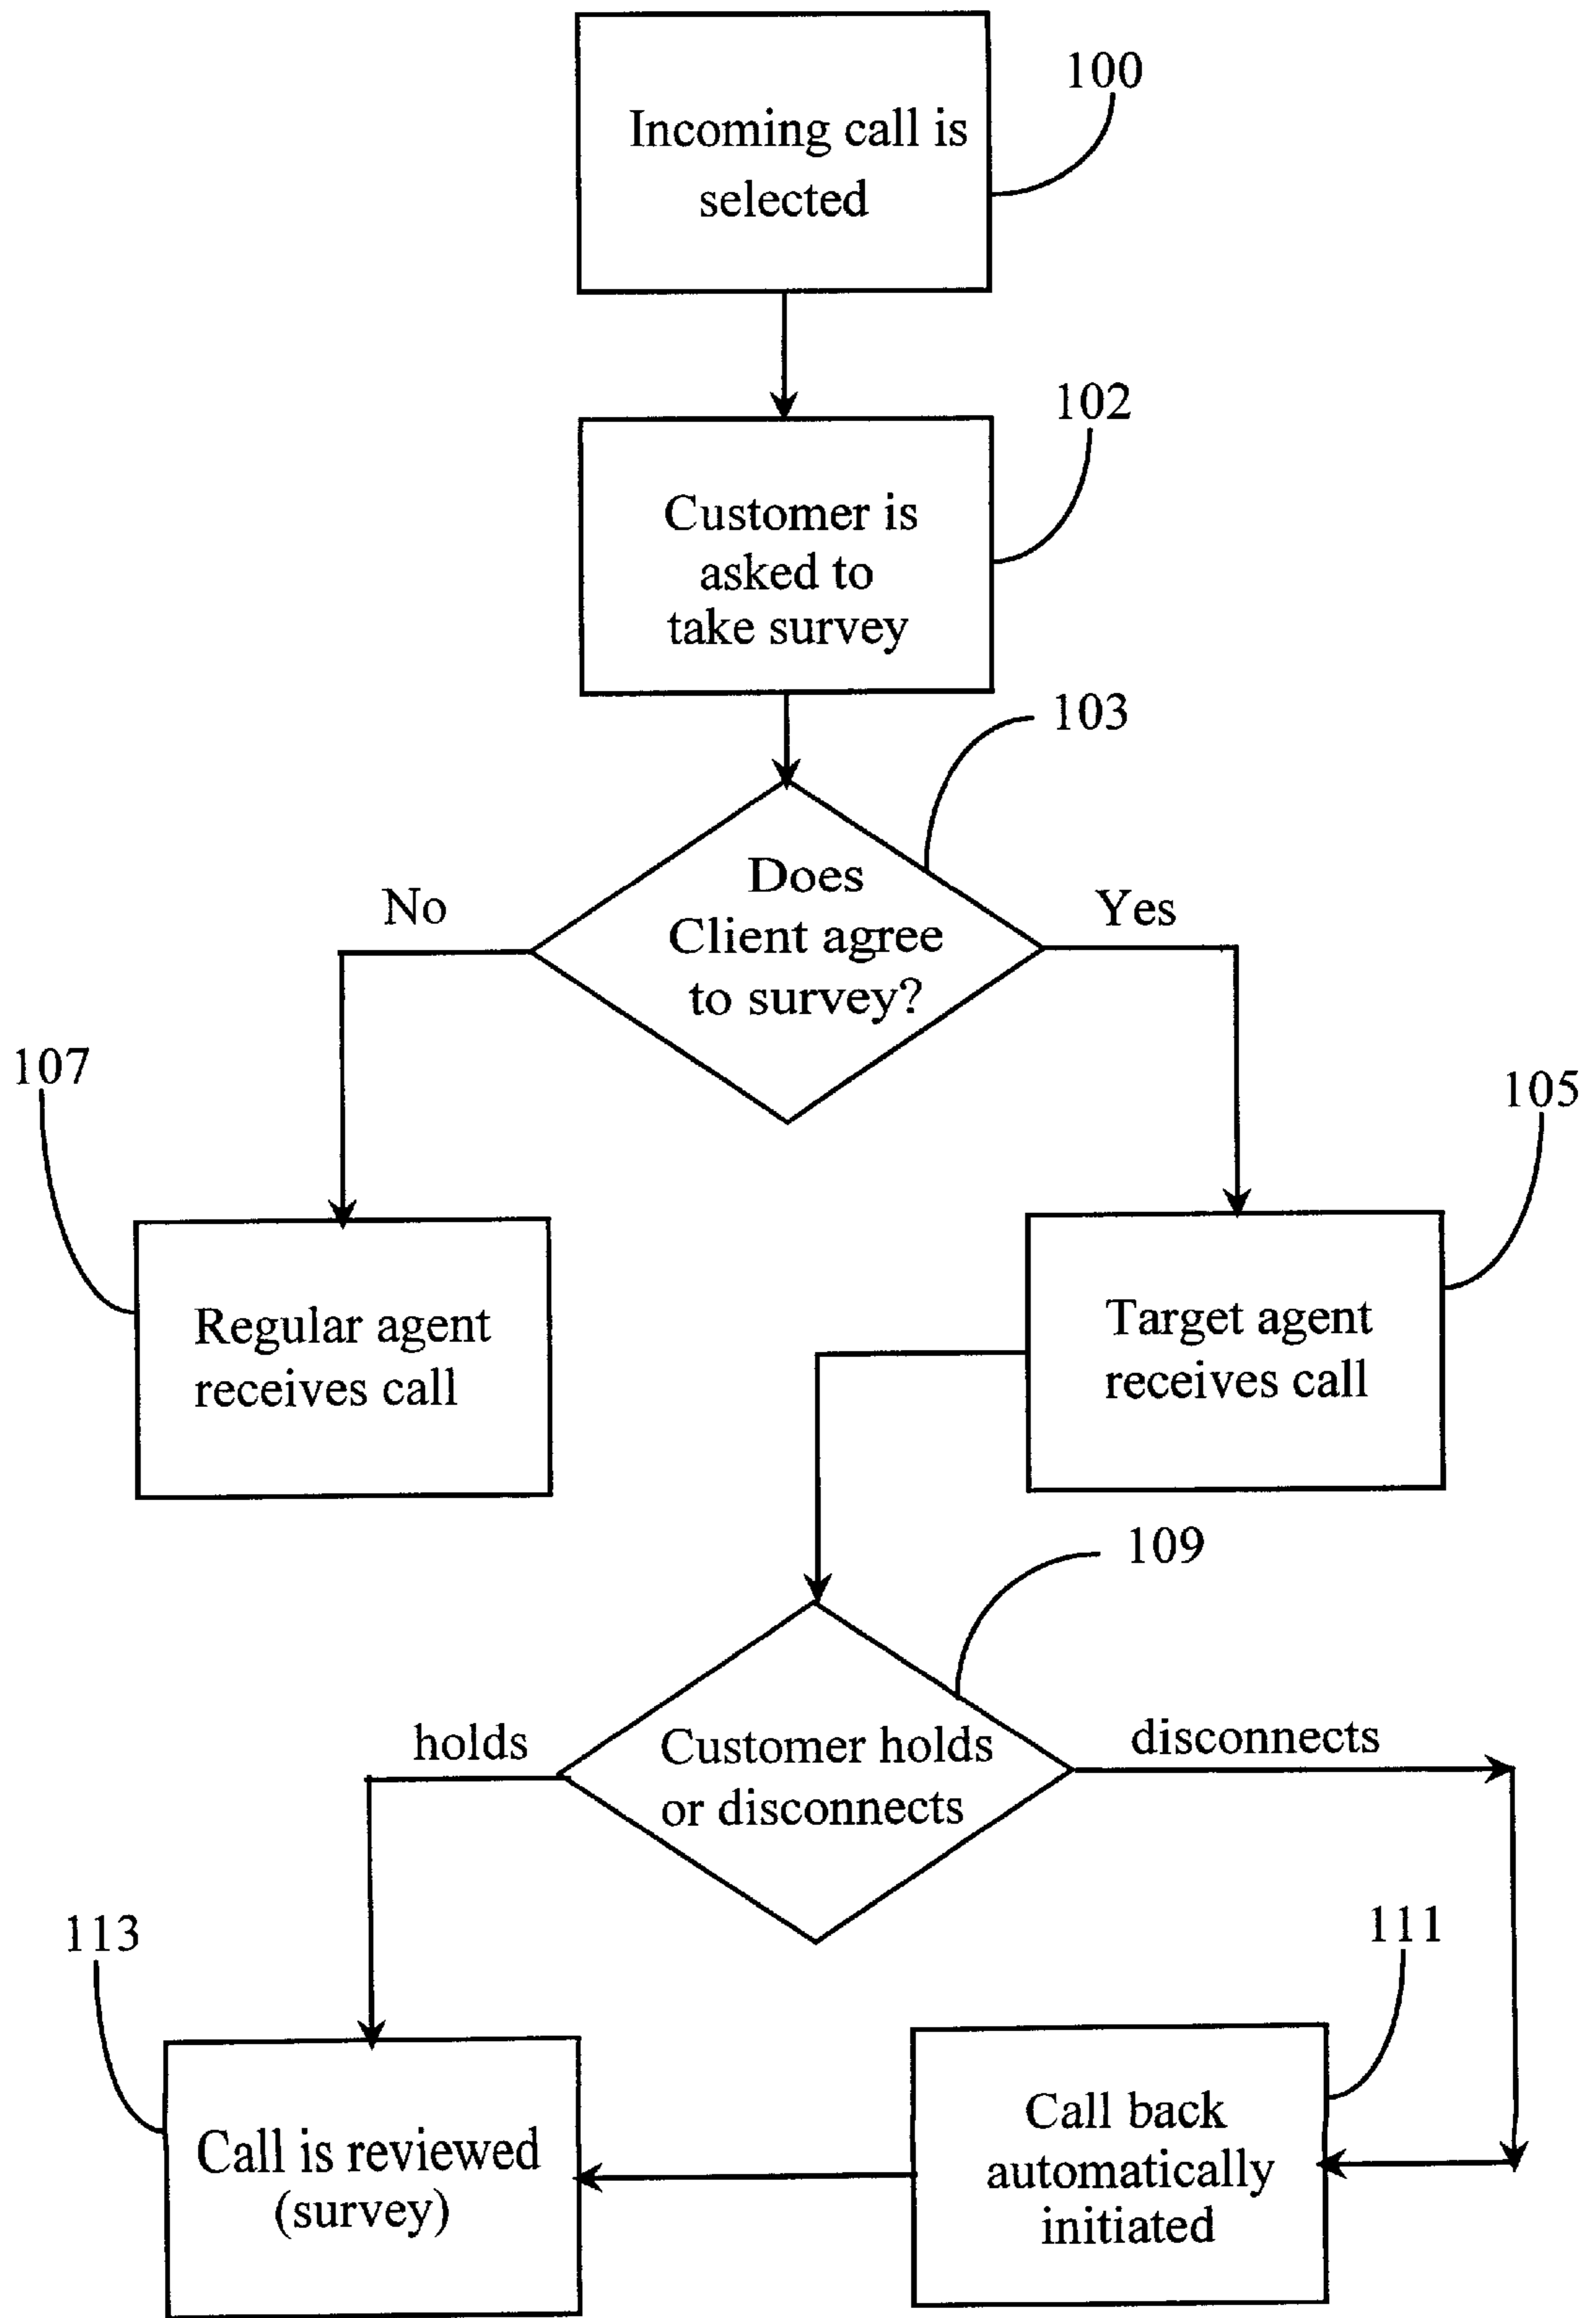 100
Incoming call is
selected
102
Customer is
asked to
take survey
103
Does
Client agree
to survey?
No
Yes
107
105
Regular agent
receives call
Target agent
receives call
109
holds
Customer holds
or disconnects
disconnects
113
111
Call is reviewed
(survey)
Call back
automatically
initiated